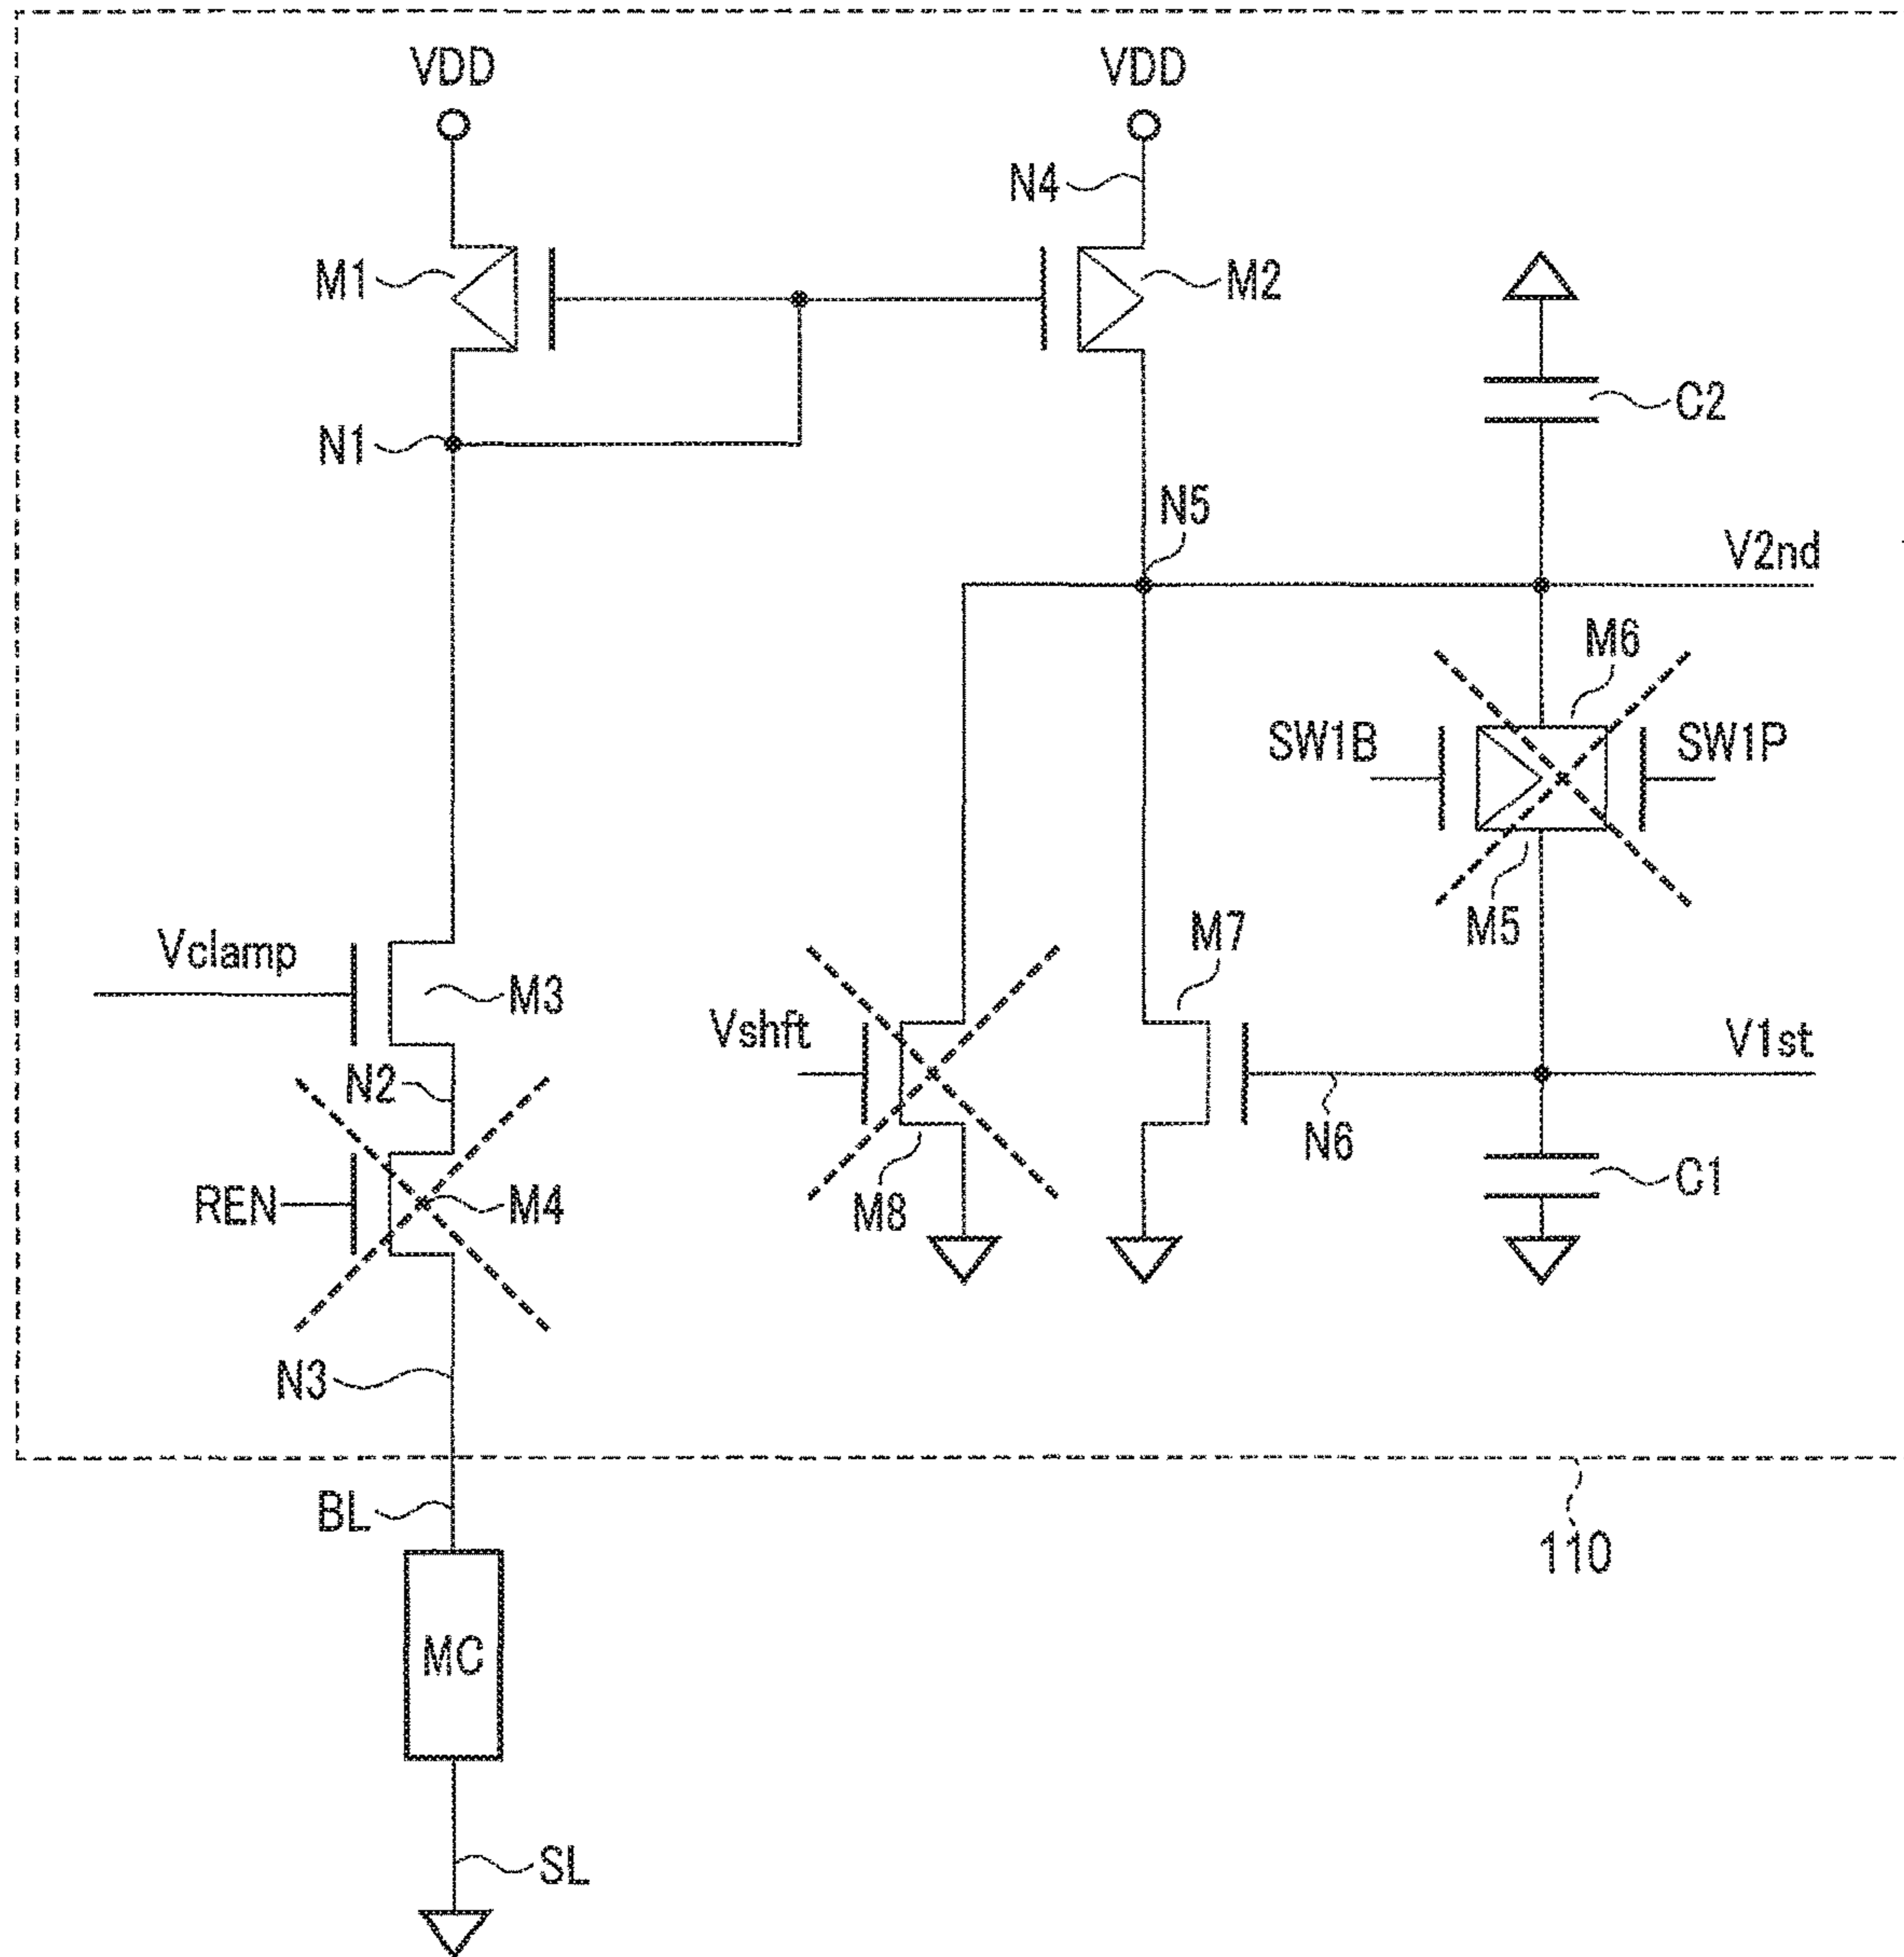 VDD
VDD
N4
M1
M2
C2
N1
N5
V2nd
M6
SW1B
SW1P
M5
Vclamp
M3
M7
Vshft
V1st
N2
N6
REN
M4
M8
C1
N3
BL
110
MC
SL